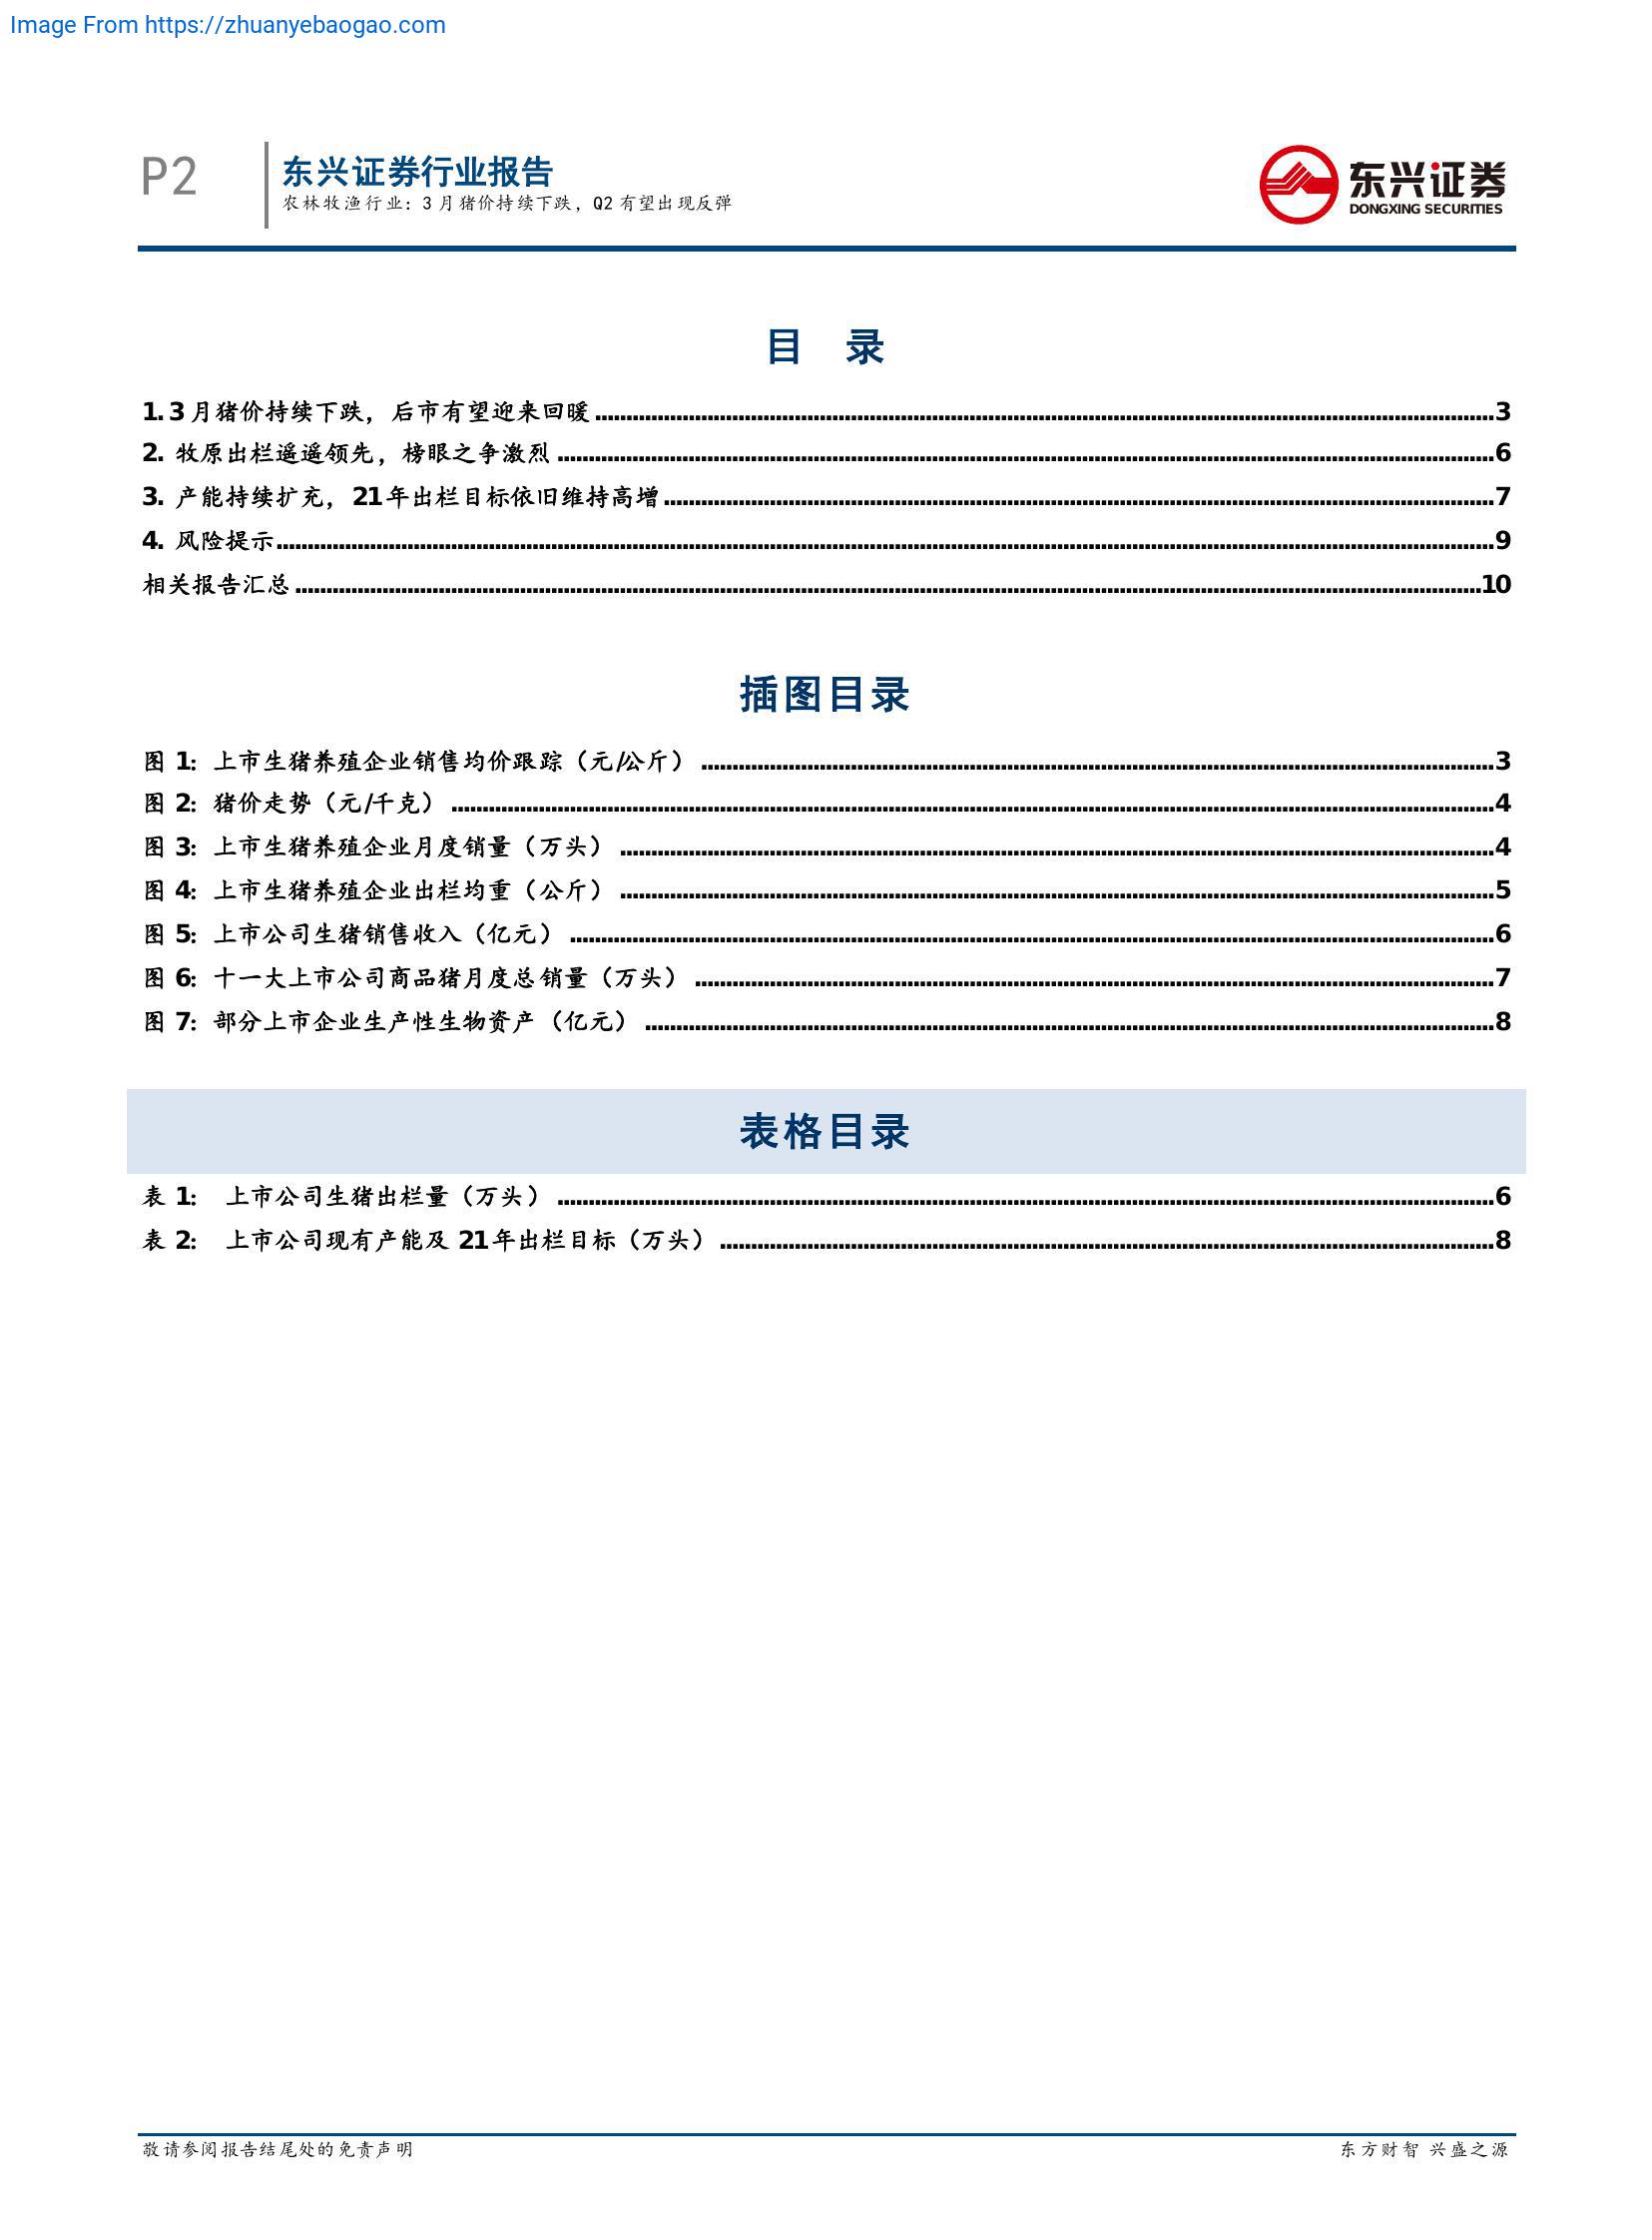 Image From https://zhuanyebaogao.com
P2
东兴证券行业报告
农林牧渔行业：3月猪价持续下跌，Q2有望出现反弹
东兴证券
DONGXING SECURITIES
目 录
1. 3月猪价持续下跌，后市有望迎来回暖 3
2. 牧原出栏遥遥领先，榜眼之争激烈 6
3. 产能持续扩充，21年出栏目标依旧维持高增 7
4. 风险提示 9
相关报告汇总 10
插图目录
图 1：上市生猪养殖企业销售均价跟踪（元/公斤） 3
图 2：猪价走势（元/千克） 4
图 3：上市生猪养殖企业月度销量（万头） 4
图 4：上市生猪养殖企业出栏均重（公斤） 5
图 5：上市公司生猪销售收入（亿元） 6
图 6：十一大上市公司商品猪月度总销量（万头） 7
图 7：部分上市企业生产性生物资产（亿元） 8
表格目录
表 1： 上市公司生猪出栏量（万头） 6
表 2： 上市公司现有产能及 21年出栏目标（万头） 8
敬请参阅报告结尾处的免责声明
东方财智 兴盛之源